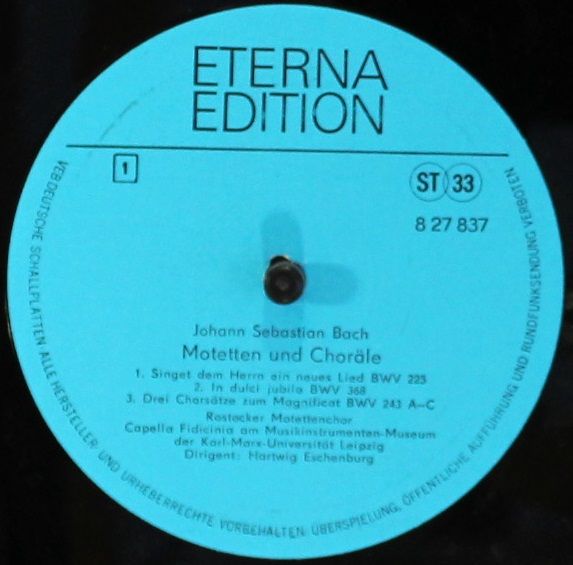 ETERNA
EDITION
1
ST 33
8 27 837
Johann Sebastian Bach
Motetten und Choräle
1. Singet dem Herrn ein neues Lied BWV 225
2. In dulci jubilo BWV 368
3. Drei Chorsätze zum Magnificat BWV 243 A–C
Rostocker Motettenchor
Capella Fidicinia am Musikinstrumenten-Museum
der Karl-Marx-Universität Leipzig
Dirigent: Hartwig Eschenburg
VEB DEUTSCHE SCHALLPLATTEN ALLE HERSTELLER- UND URHEBERRECHTE VORBEHALTEN. ÜBERSPIELUNG, ÖFFENTLICHE AUFFÜHRUNG UND RUNDFUNKSENDUNG VERBOTEN